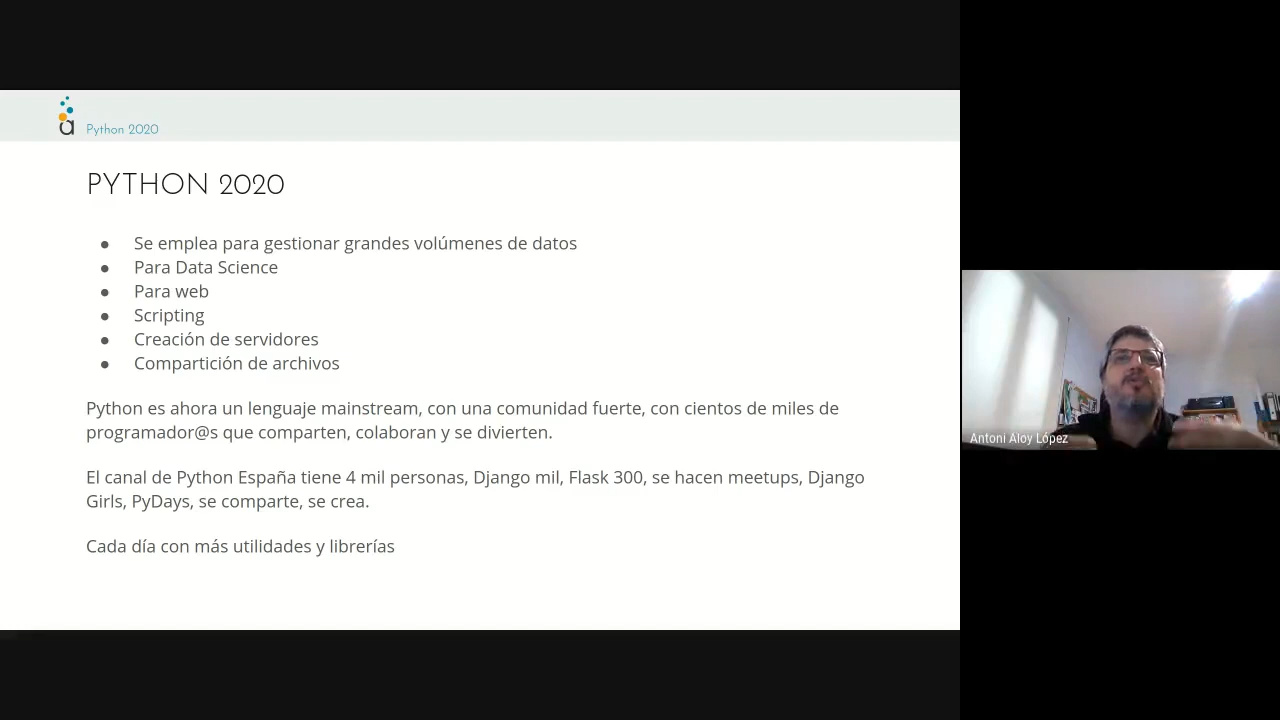 a Python 2020
PYTHON 2020
● Se emplea para gestionar grandes volúmenes de datos
● Para Data Science
● Para web
● Scripting
● Creación de servidores
● Compartición de archivos
Python es ahora un lenguaje mainstream, con una comunidad fuerte, con cientos de miles de
programador@s que comparten, colaboran y se divierten.
El canal de Python España tiene 4 mil personas, Django mil, Flask 300, se hacen meetups, Django
Girls, PyDays, se comparte, se crea.
Cada día con más utilidades y librerías
Antoni Aloy López